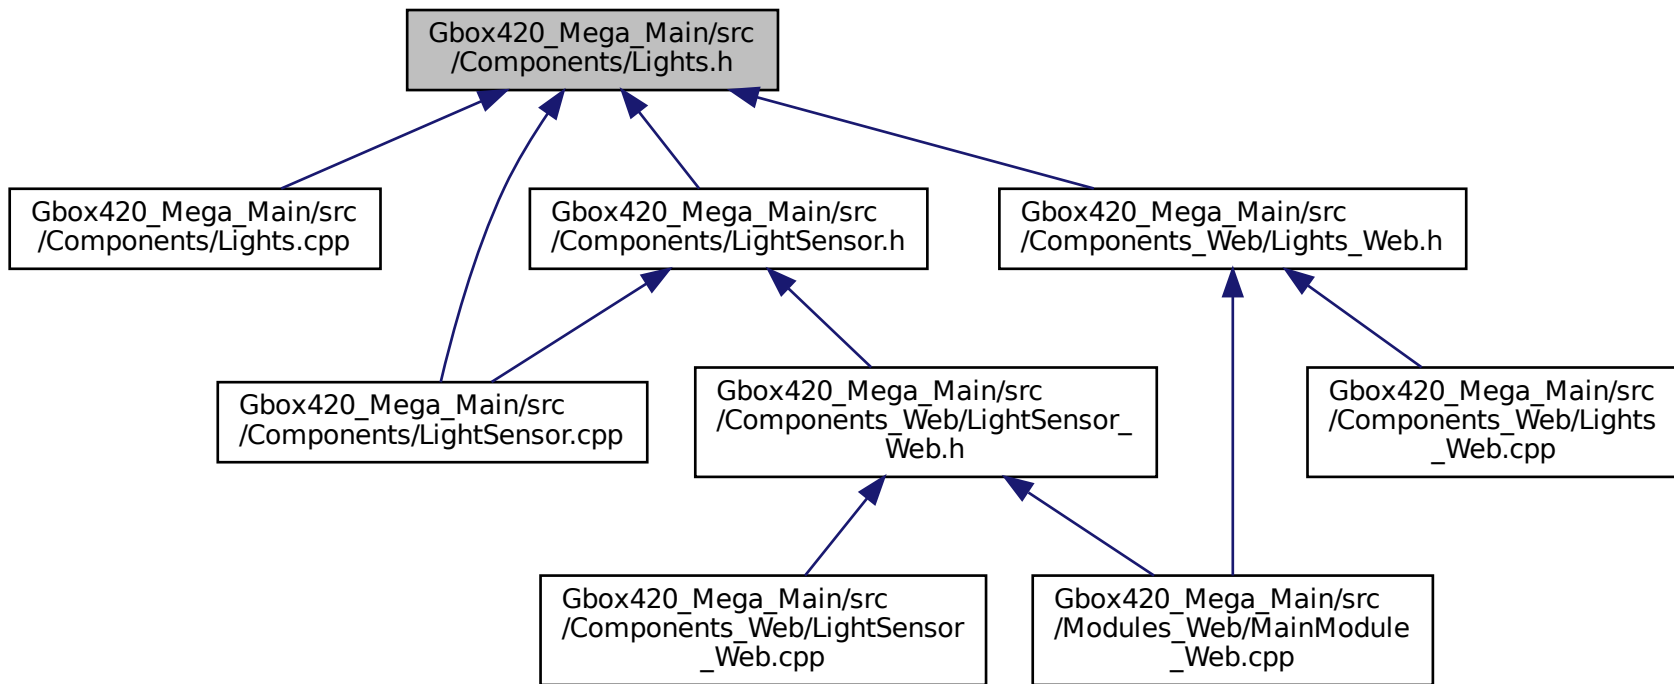 Gbox420_Mega_Main/src
/Components/Lights.h
Gbox420_Mega_Main/src
/Components/Lights.cpp
Gbox420_Mega_Main/src
/Components/LightSensor.h
Gbox420_Mega_Main/src
/Components_Web/Lights_Web.h
Gbox420_Mega_Main/src
/Components/LightSensor.cpp
Gbox420_Mega_Main/src
/Components_Web/LightSensor_
Web.h
Gbox420_Mega_Main/src
/Components_Web/Lights
_Web.cpp
Gbox420_Mega_Main/src
/Components_Web/LightSensor
_Web.cpp
Gbox420_Mega_Main/src
/Modules_Web/MainModule
_Web.cpp